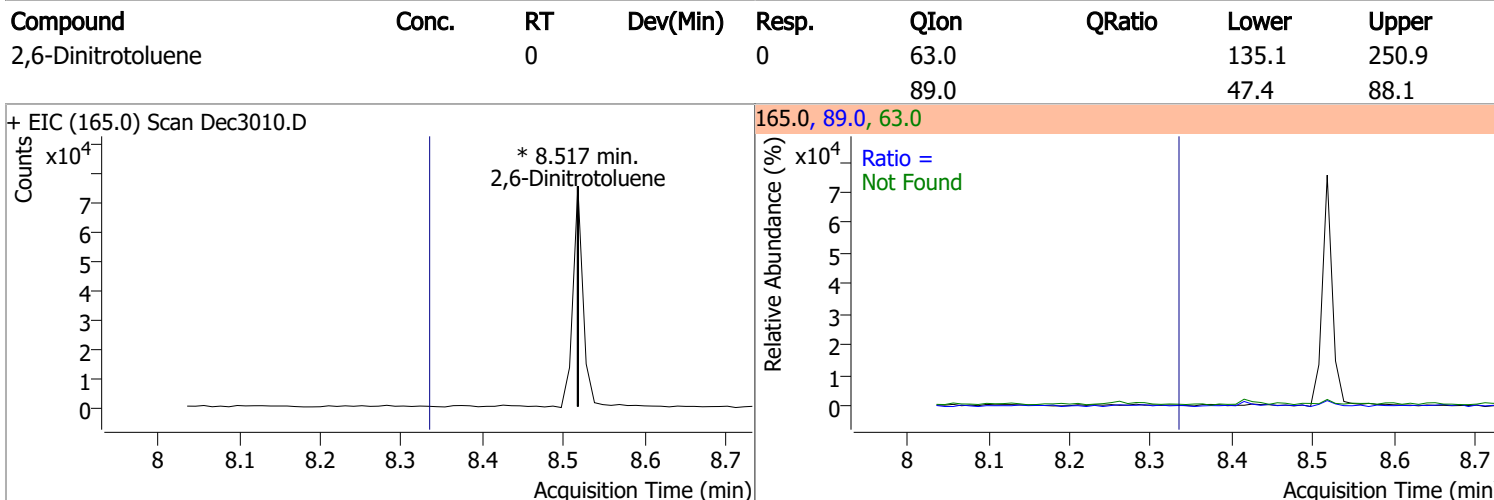 Compound Conc. RT Dev(Min) Resp. QIon QRatio Lower Upper
2,6-Dinitrotoluene 0 0 63.0 135.1 250.9
89.0 47.4 88.1
+ EIC (165.0) Scan Dec3010.D
Counts
x10⁴
* 8.517 min.
2,6-Dinitrotoluene
7
6
5
4
3
2
1
0
8 8.1 8.2 8.3 8.4 8.5 8.6 8.7
Acquisition Time (min)
165.0, 89.0, 63.0
Relative Abundance (%)
x10⁴
Ratio =
Not Found
7
6
5
4
3
2
1
0
8 8.1 8.2 8.3 8.4 8.5 8.6 8.7
Acquisition Time (min